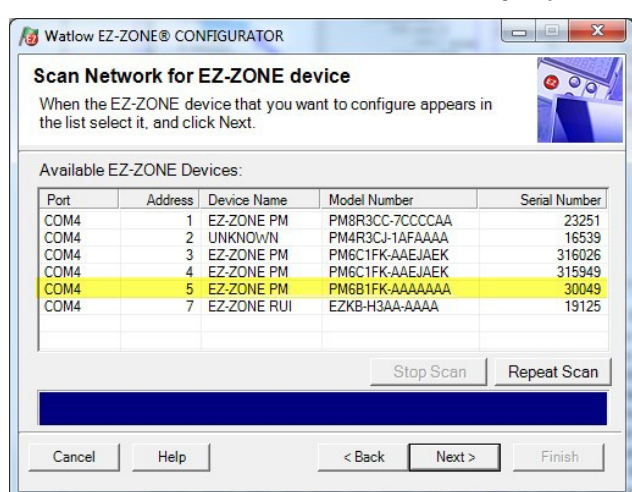 Watlow EZ-ZONE® CONFIGURATOR
Scan Network for EZ-ZONE device
When the EZ-ZONE device that you want to configure appears in
the list select it, and click Next.
Available EZ-ZONE Devices:
Port Address Device Name Model Number Serial Number
COM4 1 EZ-ZONE PM PM8R3CC-7CCCCAA 23251
COM4 2 UNKNOWN PM4R3CJ-1AFAAAA 16539
COM4 3 EZ-ZONE PM PM6C1FK-AAEJAEK 316026
COM4 4 EZ-ZONE PM PM6C1FK-AAEJAEK 315949
COM4 5 EZ-ZONE PM PM6B1FK-AAAAAAA 30049
COM4 7 EZ-ZONE RUI EZKB-H3AA-AAAA 19125
Stop Scan Repeat Scan
Cancel Help < Back Next > Finish